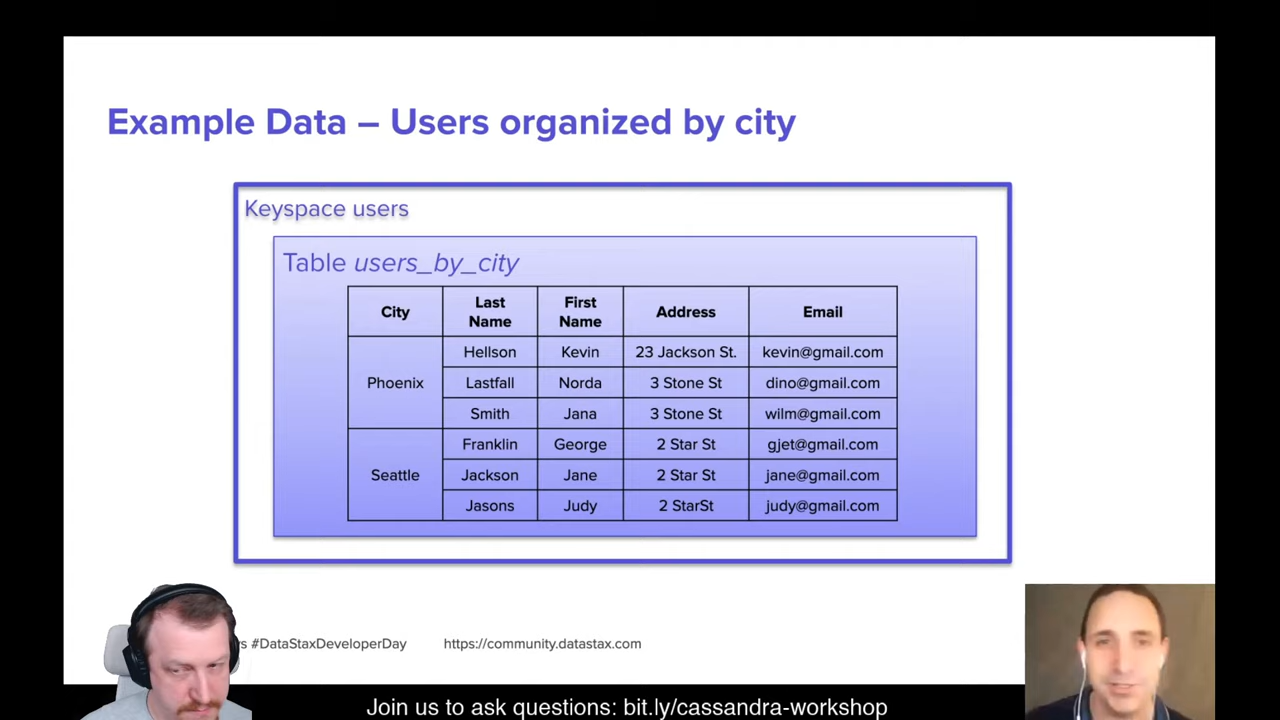 Example Data – Users organized by city
Keyspace users
Table users_by_city
City Last Name First Name Address Email
Phoenix Hellson Kevin 23 Jackson St. kevin@gmail.com
Lastfall Norda 3 Stone St dino@gmail.com
Smith Jana 3 Stone St wilm@gmail.com
Seattle Franklin George 2 Star St gjet@gmail.com
Jackson Jane 2 Star St jane@gmail.com
Jasons Judy 2 StarSt judy@gmail.com
#DataStaxDeveloperDay https://community.datastax.com
Join us to ask questions: bit.ly/cassandra-workshop